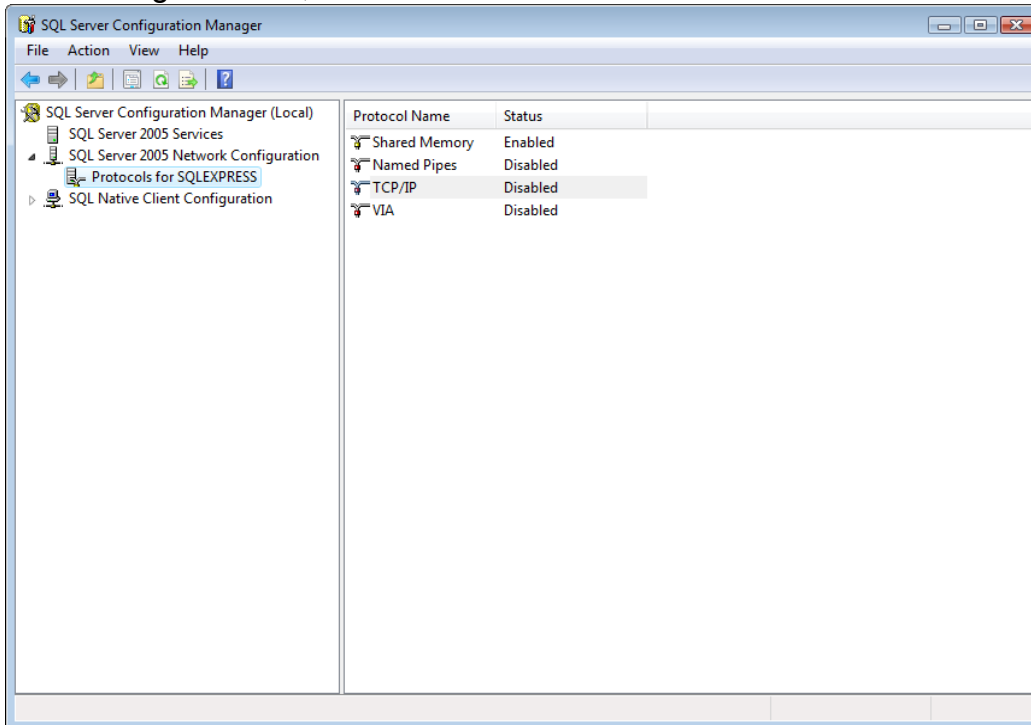 SQL Server Configuration Manager
File Action View Help
SQL Server Configuration Manager (Local)
SQL Server 2005 Services
SQL Server 2005 Network Configuration
Protocols for SQLEXPRESS
SQL Native Client Configuration
Protocol Name Status
Shared Memory Enabled
Named Pipes Disabled
TCP/IP Disabled
VIA Disabled